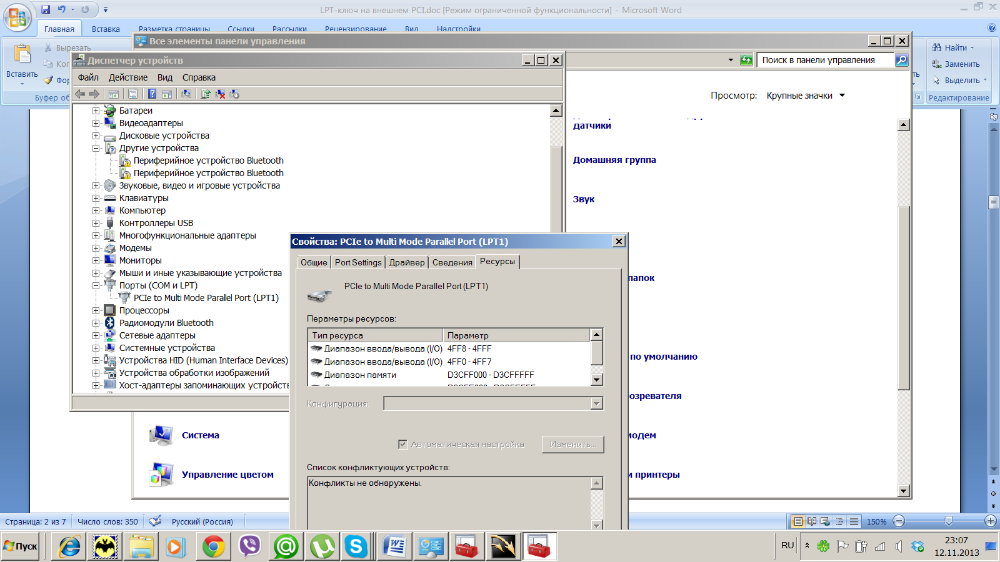 LPT-ключ на внешнем PCI.doc [Режим ограниченной функциональности] - Microsoft Word
Главная Вставка Разметка страницы Ссылки Рассылки Рецензирование Вид Надстройки
Вставить
Вырезать
Буфер об
Найти
Заменить
Выделить
Редактирование
Все элементы панели управления
Поиск в панели управления
Просмотр: Крупные значки
датчики
Домашняя группа
Звук
папок
по умолчанию
модем
и принтеры
Система
Управление цветом
Диспетчер устройств
Файл Действие Вид Справка
Батареи
Видеоадаптеры
Дисковые устройства
Другие устройства
Периферийное устройство Bluetooth
Периферийное устройство Bluetooth
Звуковые, видео и игровые устройства
Клавиатуры
Компьютер
Контроллеры USB
Многофункциональные адаптеры
Модемы
Мониторы
Мыши и иные указывающие устройства
Порты (COM и LPT)
PCIe to Multi Mode Parallel Port (LPT1)
Процессоры
Радиомодули Bluetooth
Сетевые адаптеры
Системные устройства
Устройства HID (Human Interface Devices)
Устройства обработки изображений
Хост-адаптеры запоминающих устройств
Свойства: PCIe to Multi Mode Parallel Port (LPT1)
Общие Port Settings Драйвер Сведения Ресурсы
PCIe to Multi Mode Parallel Port (LPT1)
Параметры ресурсов:
Тип ресурса Параметр
Диапазон ввода/вывода (I/O) 4FF8 - 4FFF
Диапазон ввода/вывода (I/O) 4FF0 - 4FF7
Диапазон памяти D3CFF000 - D3CFFFFF
Конфигурация:
Автоматическая настройка Изменить...
Список конфликтующих устройств:
Конфликты не обнаружены.
Страница: 2 из 7 Число слов: 350 Русский (Россия) 150%
Пуск RU 23:07
12.11.2013